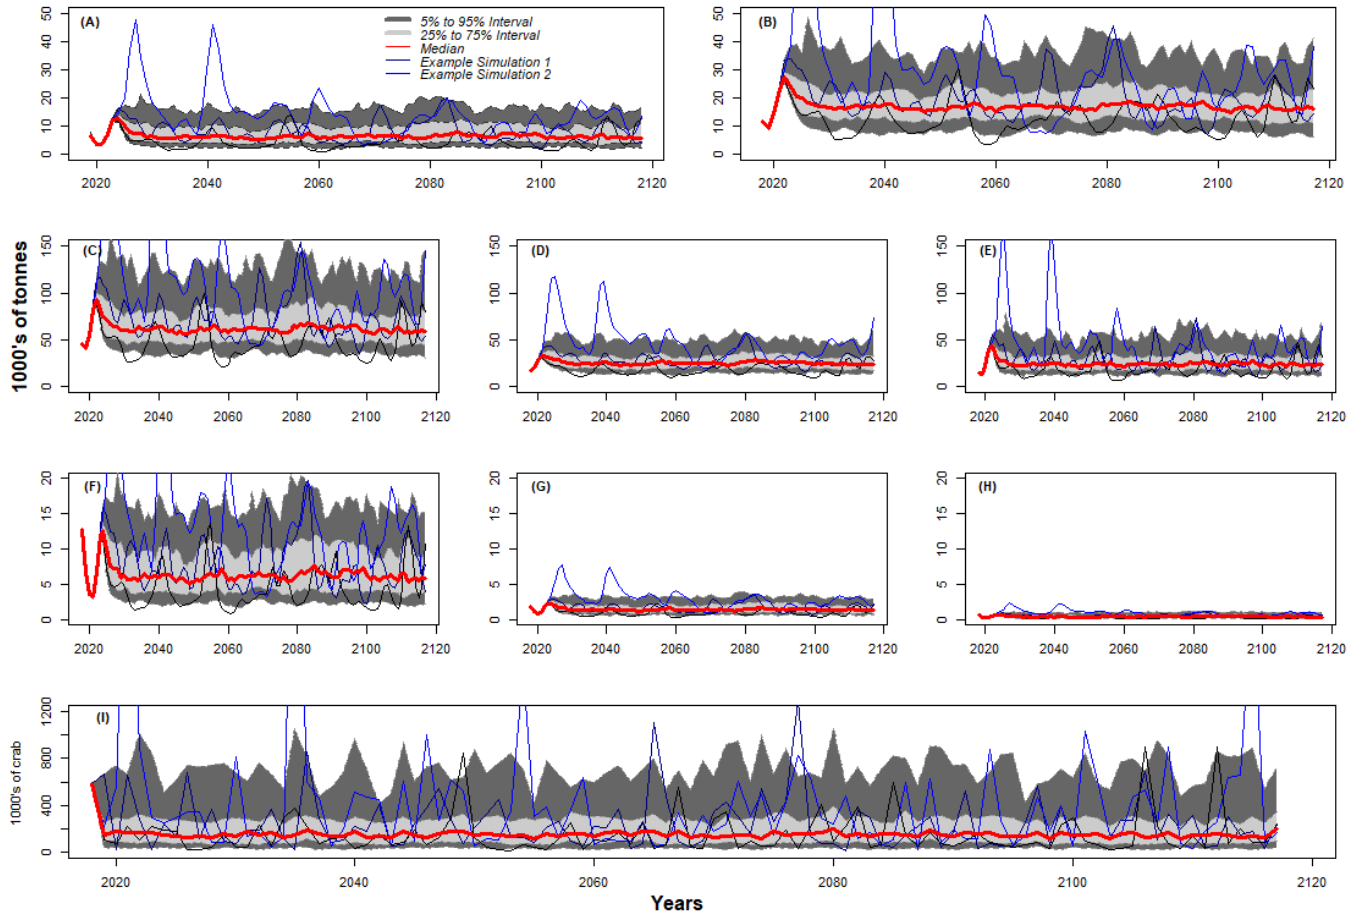 (A)
5% to 95% Interval
25% to 75% Interval
Median
Example Simulation 1
Example Simulation 2
0 10 20 30 40 50
2020 2040 2060 2080 2100 2120
(B)
0 10 20 30 40 50
2020 2040 2060 2080 2100 2120
1000's of tonnes
(C)
0 50 100 150
2020 2040 2060 2080 2100 2120
(D)
0 50 100 150
2020 2040 2060 2080 2100 2120
(E)
0 50 100 150
2020 2040 2060 2080 2100 2120
(F)
0 5 10 15 20
2020 2040 2060 2080 2100 2120
(G)
0 5 10 15 20
2020 2040 2060 2080 2100 2120
(H)
0 5 10 15 20
2020 2040 2060 2080 2100 2120
1000's of crab
(I)
0 400 800 1200
2020 2040 2060 2080 2100 2120
Years